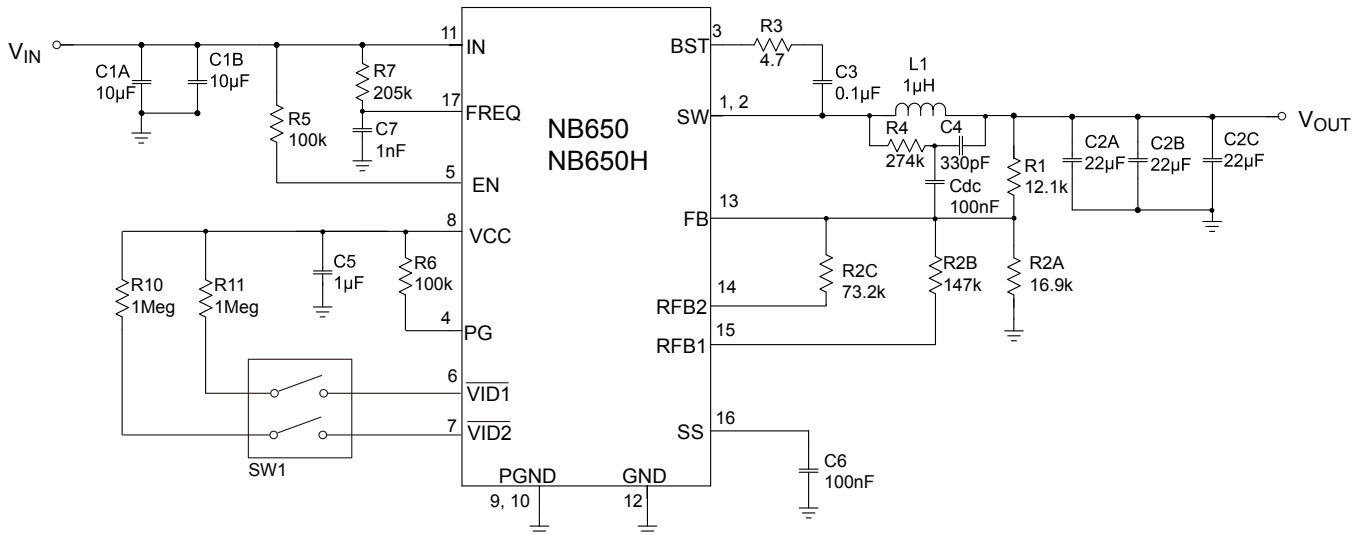 VIN
C1A
10µF
C1B
10µF
R5
100k
R7
205k
C7
1nF
11
IN
17
FREQ
5
EN
8
VCC
4
PG
6
VID1
7
VID2
NB650
NB650H
3
BST
1, 2
SW
13
FB
14
RFB2
15
RFB1
16
SS
PGND
9, 10
GND
12
R3
4.7
C3
0.1µF
L1
1µH
R4
274k
C4
330pF
Cdc
100nF
R1
12.1k
C2A
22µF
C2B
22µF
C2C
22µF
VOUT
R2C
73.2k
R2B
147k
R2A
16.9k
C6
100nF
R10
1Meg
R11
1Meg
C5
1µF
R6
100k
SW1